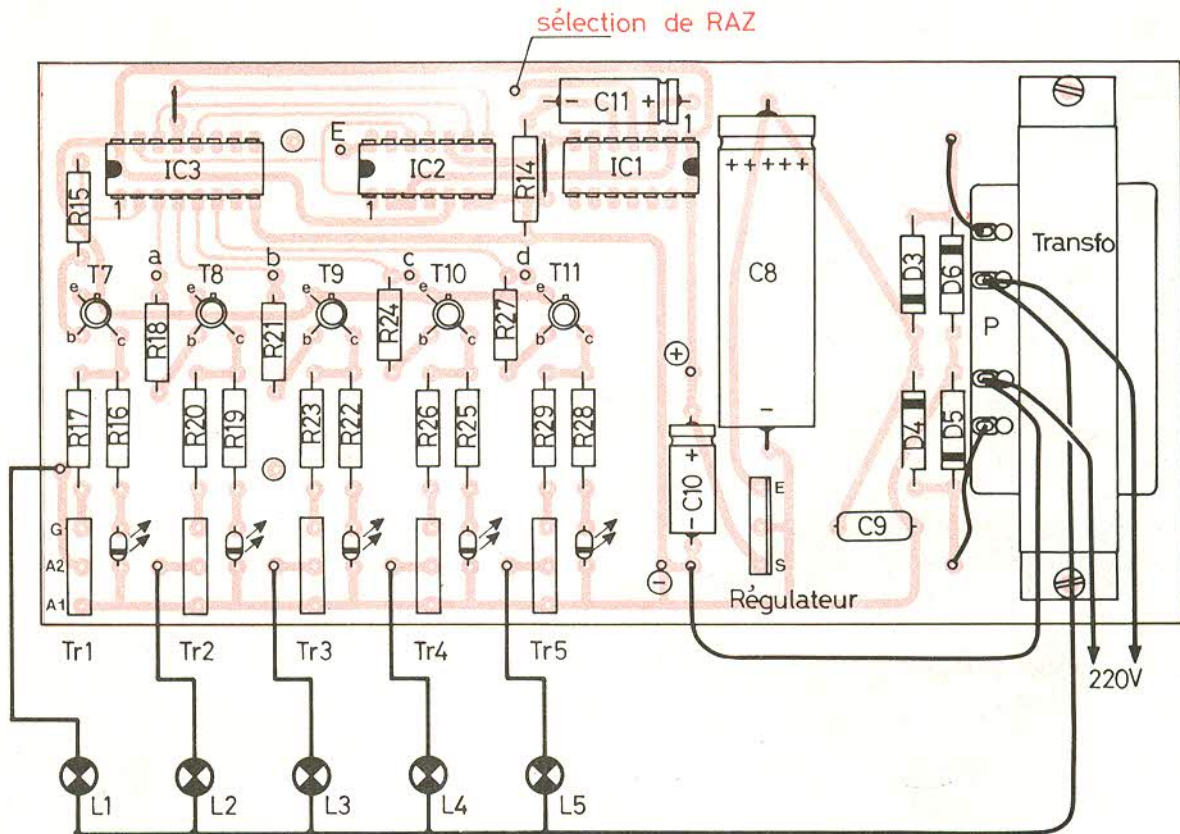 sélection de RAZ
- C11 +
1
E
IC3
IC2
R14
IC1
+++++
R15
1
1
Transfo
a
b
c
d
T7
T8
T9
T10
T11
e
e
e
e
e
C8
D3
D6
R18
R21
R24
R27
b
c
b
c
b
c
b
c
b
c
P
+
R17
R16
R20
R19
R23
R22
R26
R25
R29
R28
-
D4
D5
+
C10
-
E
G
C9
A2
S
A1
-
Régulateur
Tr1
Tr2
Tr3
Tr4
Tr5
220V
L1
L2
L3
L4
L5